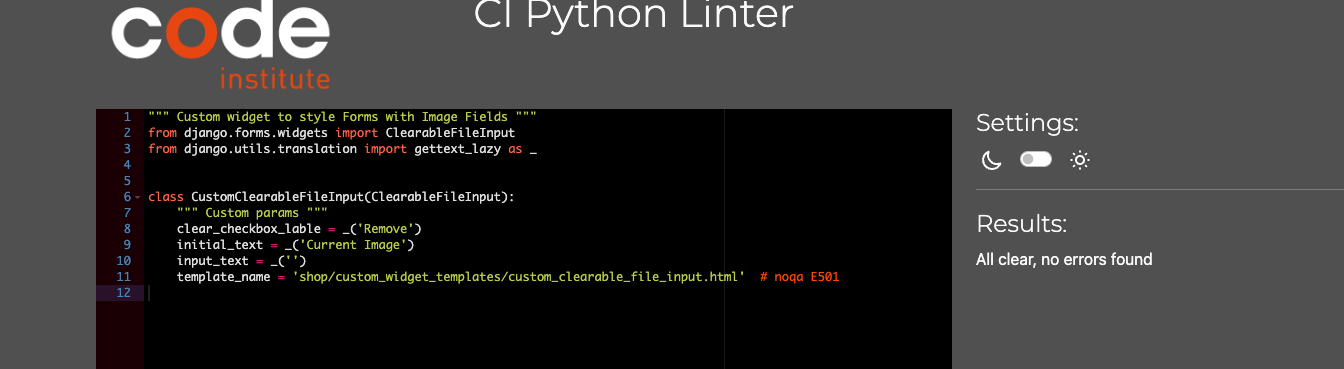 code
institute
CI Python Linter
1 """ Custom widget to style Forms with Image Fields """
2 from django.forms.widgets import ClearableFileInput
3 from django.utils.translation import gettext_lazy as _
4
5
6 class CustomClearableFileInput(ClearableFileInput):
7     """ Custom params """
8     clear_checkbox_lable = _('Remove')
9     initial_text = _('Current Image')
10     input_text = _('')
11     template_name = 'shop/custom_widget_templates/custom_clearable_file_input.html'  # noqa E501
12
Settings:
Results:
All clear, no errors found